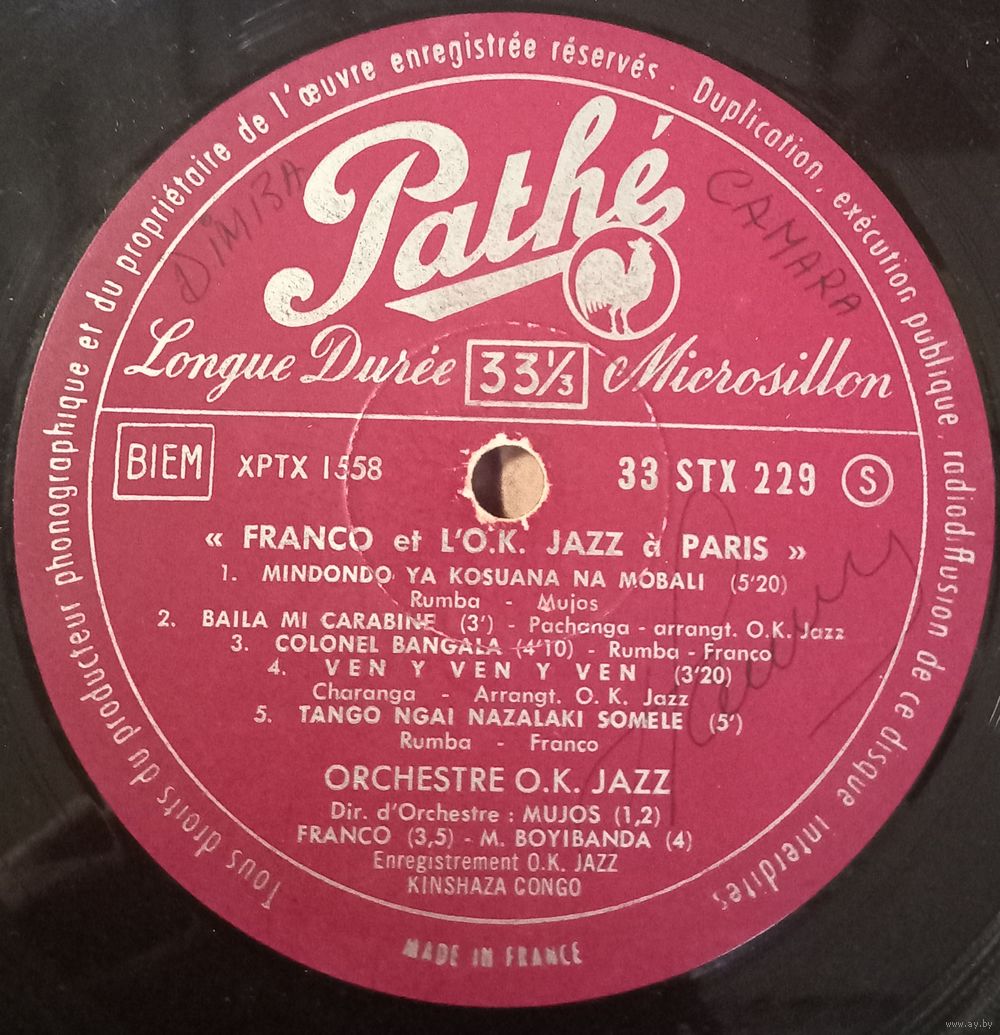 Tous droits du producteur phonographique et du propriétaire de l'œuvre enregistrée réservés. Duplication, exécution publique, radiodiffusion de ce disque interdites
DIMBA
CAMARA
Pathé
Longue Durée 33 1/3 Microsillon
BIEM XPTX 1558 33 STX 229 S
« FRANCO et L'O.K. JAZZ à PARIS »
1. MINDONDO YA KOSUANA NA MOBALI (5'20)
Rumba - Mujos
2. BAILA MI CARABINE (3') - Pachanga - arrangt. O.K. Jazz
3. COLONEL BANGALA (4'10) - Rumba - Franco
4. VEN Y VEN Y VEN (3'20)
Charanga - Arrangt. O. K. Jazz
5. TANGO NGAI NAZALAKI SOMELE (5')
Rumba - Franco
ORCHESTRE O.K. JAZZ
Dir. d'Orchestre : MUJOS (1,2)
FRANCO (3,5) - M. BOYIBANDA (4)
Enregistrement O.K. JAZZ
KINSHAZA CONGO
MADE IN FRANCE
www.ay.by